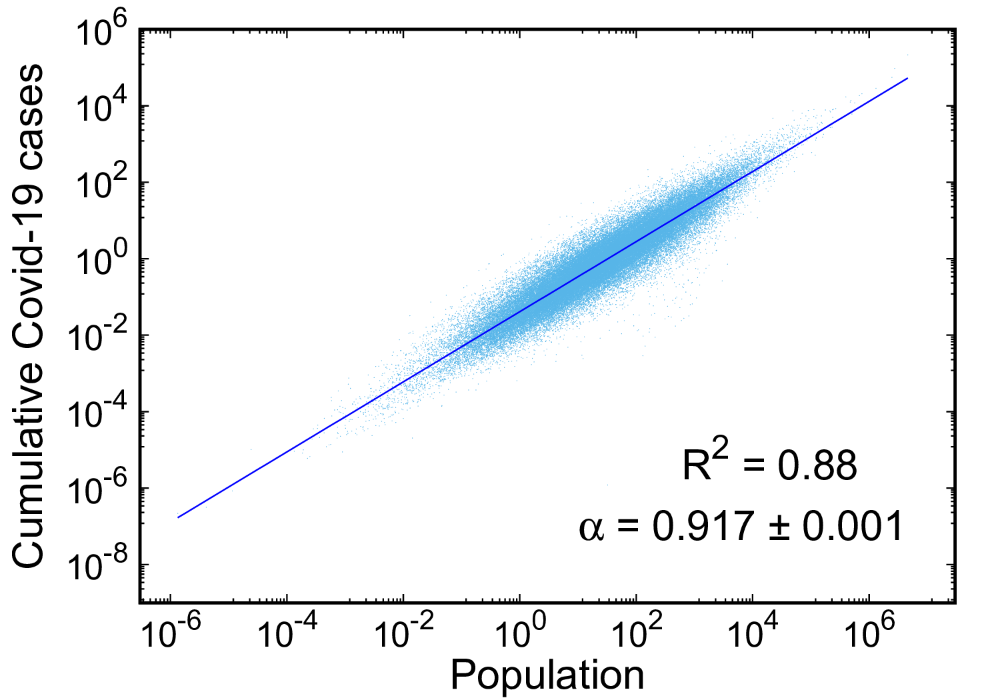 Cumulative Covid-19 cases
10^6
10^4
10^2
10^0
10^-2
10^-4
10^-6
10^-8
R^2 = 0.88
α = 0.917 ± 0.001
10^-6 10^-4 10^-2 10^0 10^2 10^4 10^6
Population